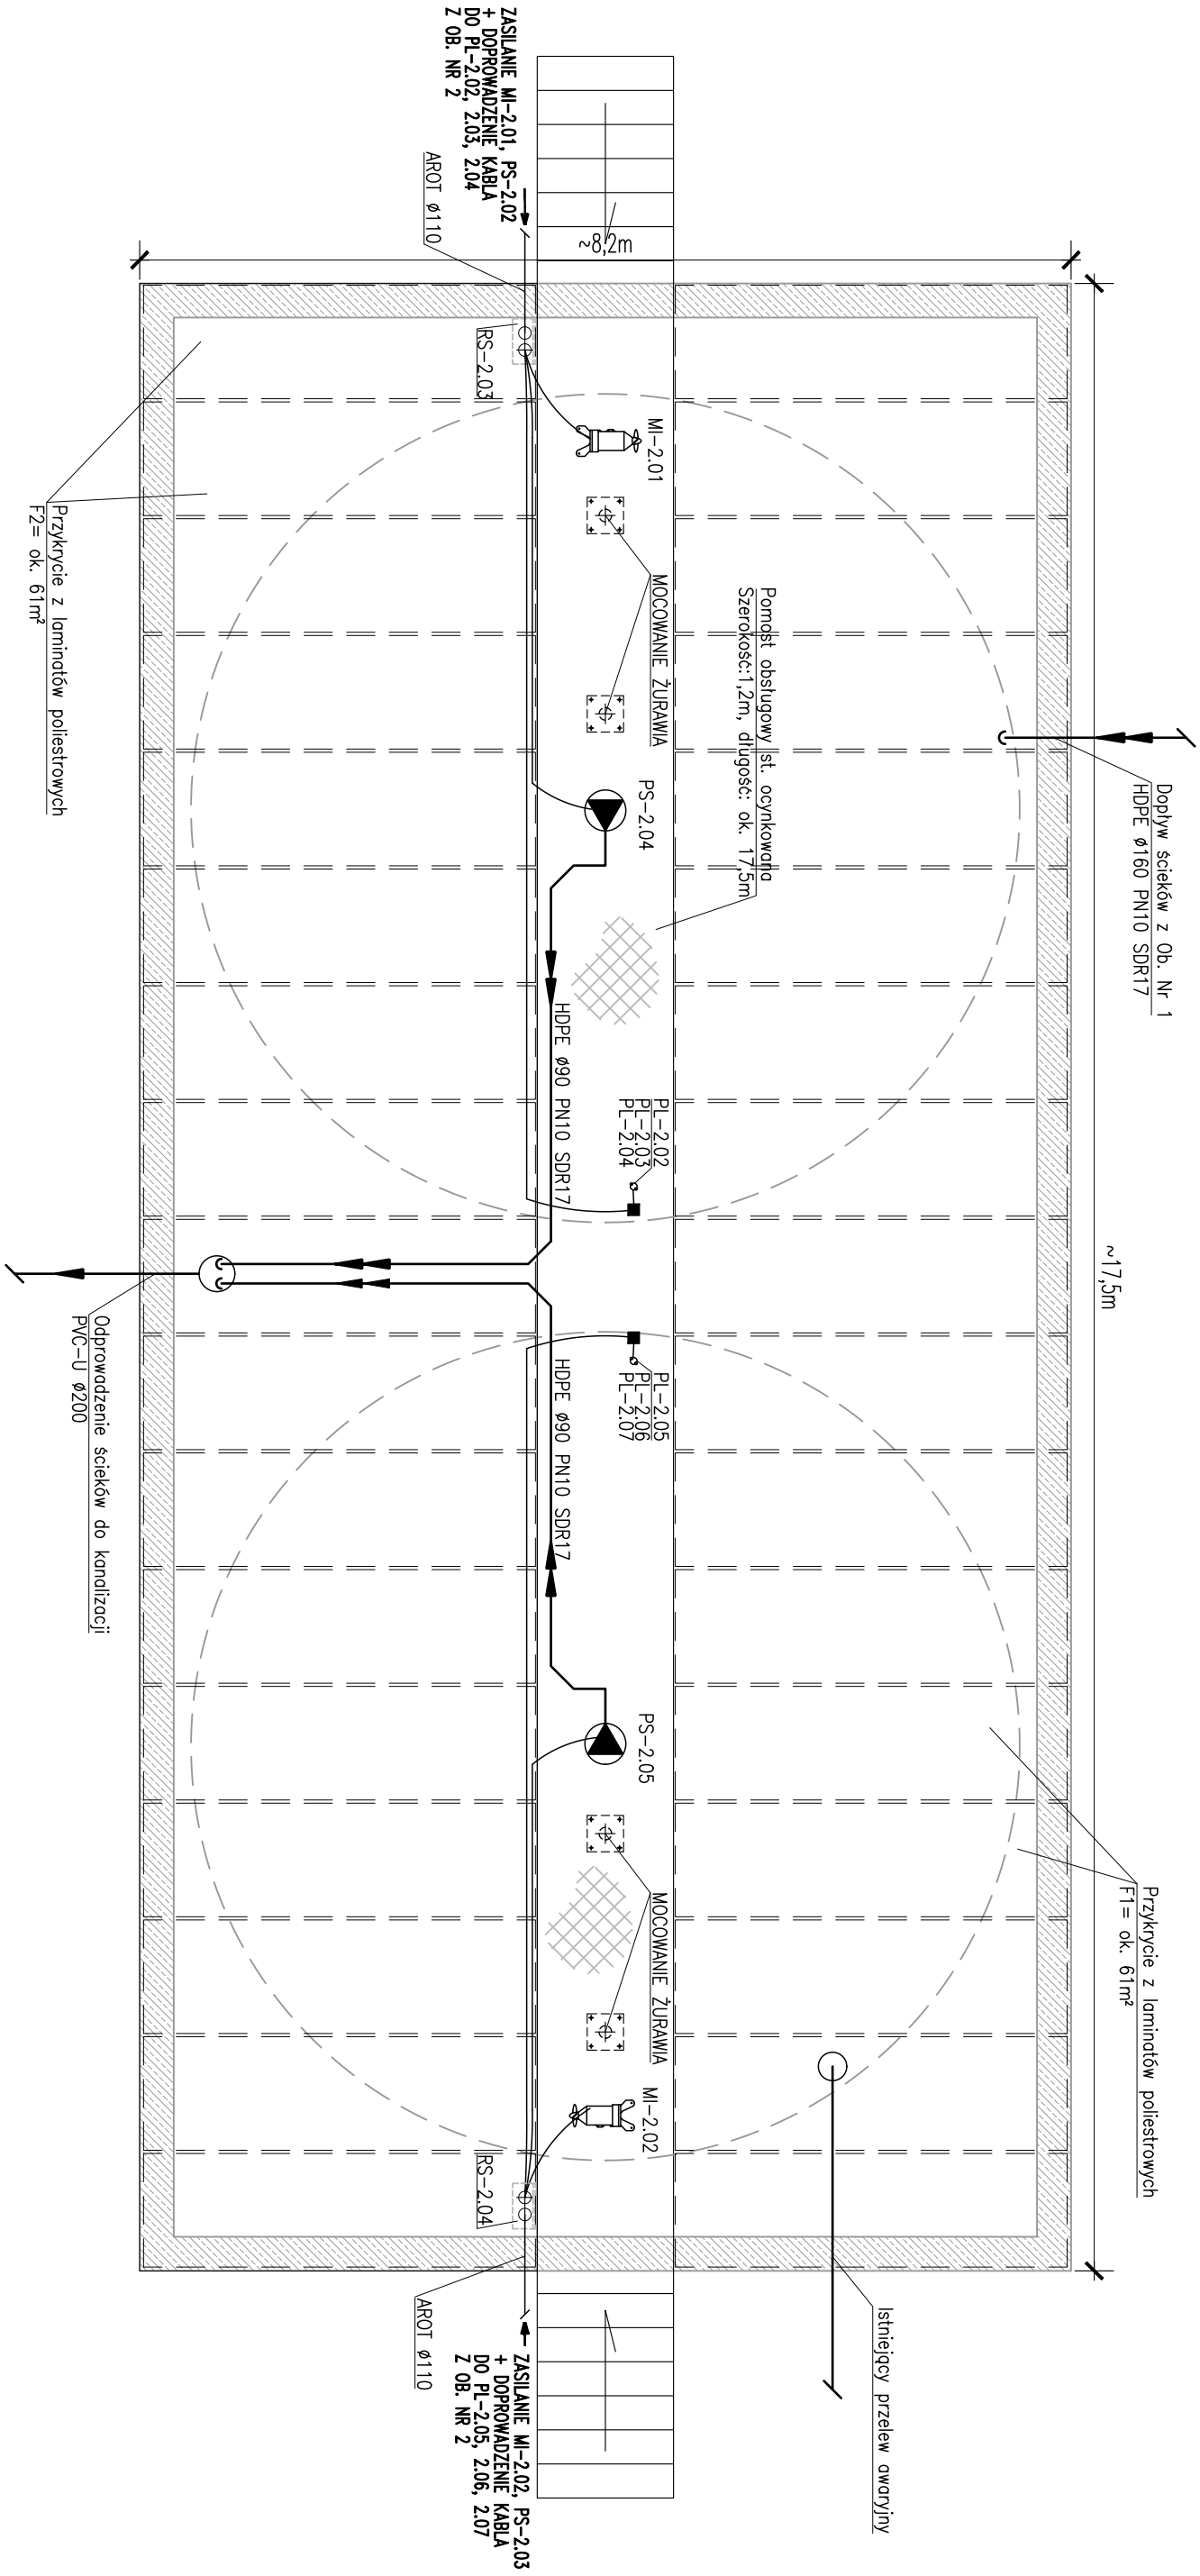 Dopływ ścieków z Ob. Nr 1
HDPE ø160 PN10 SDR17
~17,5m
Przykrycie z laminatów poliestrowych
F1= ok. 61m²
Istniejący przelew awaryjny
~8,2m
Pomost obsługowy st. ocynkowana
Szerokość:1,2m, długość: ok. 17,5m
MI-2.01
MOCOWANIE ŻURAWIA
PS-2.04
PL-2.02
PL-2.03
PL-2.04
PL-2.05
PL-2.06
PL-2.07
PS-2.05
MOCOWANIE ŻURAWIA
MI-2.02
HDPE ø90 PN10 SDR17
HDPE ø90 PN10 SDR17
ZASILANIE MI-2.01, PS-2.02
+ DOPROWADZENIE KABLA
DO PL-2.02, 2.03, 2.04
Z OB. NR 2
AROT ø110
RS-2.03
RS-2.04
AROT ø110
ZASILANIE MI-2.02, PS-2.03
+ DOPROWADZENIE KABLA
DO PL-2.05, 2.06, 2.07
Z OB. NR 2
Przykrycie z laminatów poliestrowych
F2= ok. 61m²
Odprowadzenie ścieków do kanalizacji
PVC-U ø200